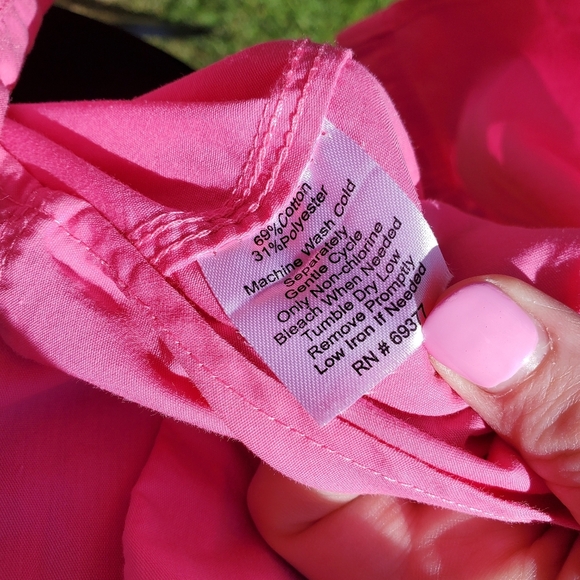 69%Cotton
31%Polyester
Machine Wash Cold
Separately
Gentle Cycle
Only Non-chlorine
Bleach When Needed
Tumble Dry Low
Remove Promptly
Low Iron If Needed
RN # 69377